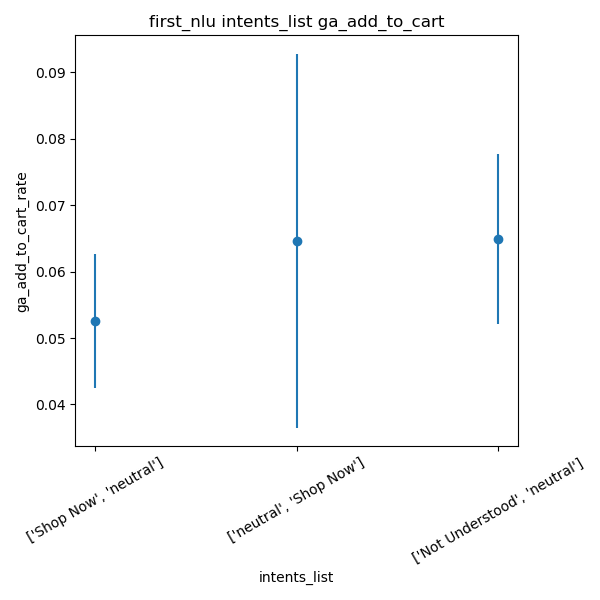 first_nlu intents_list ga_add_to_cart
ga_add_to_cart_rate
0.09
0.08
0.07
0.06
0.05
0.04
['Shop Now', 'neutral']
['neutral', 'Shop Now']
['Not Understood', 'neutral']
intents_list